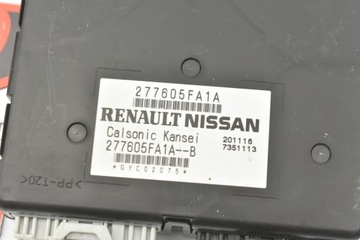 277605FA1A
RENAULT NISSAN
Calsonic Kansei 201116
277605FA1A--B 7351113
*GYC02075*
>PP-T20<